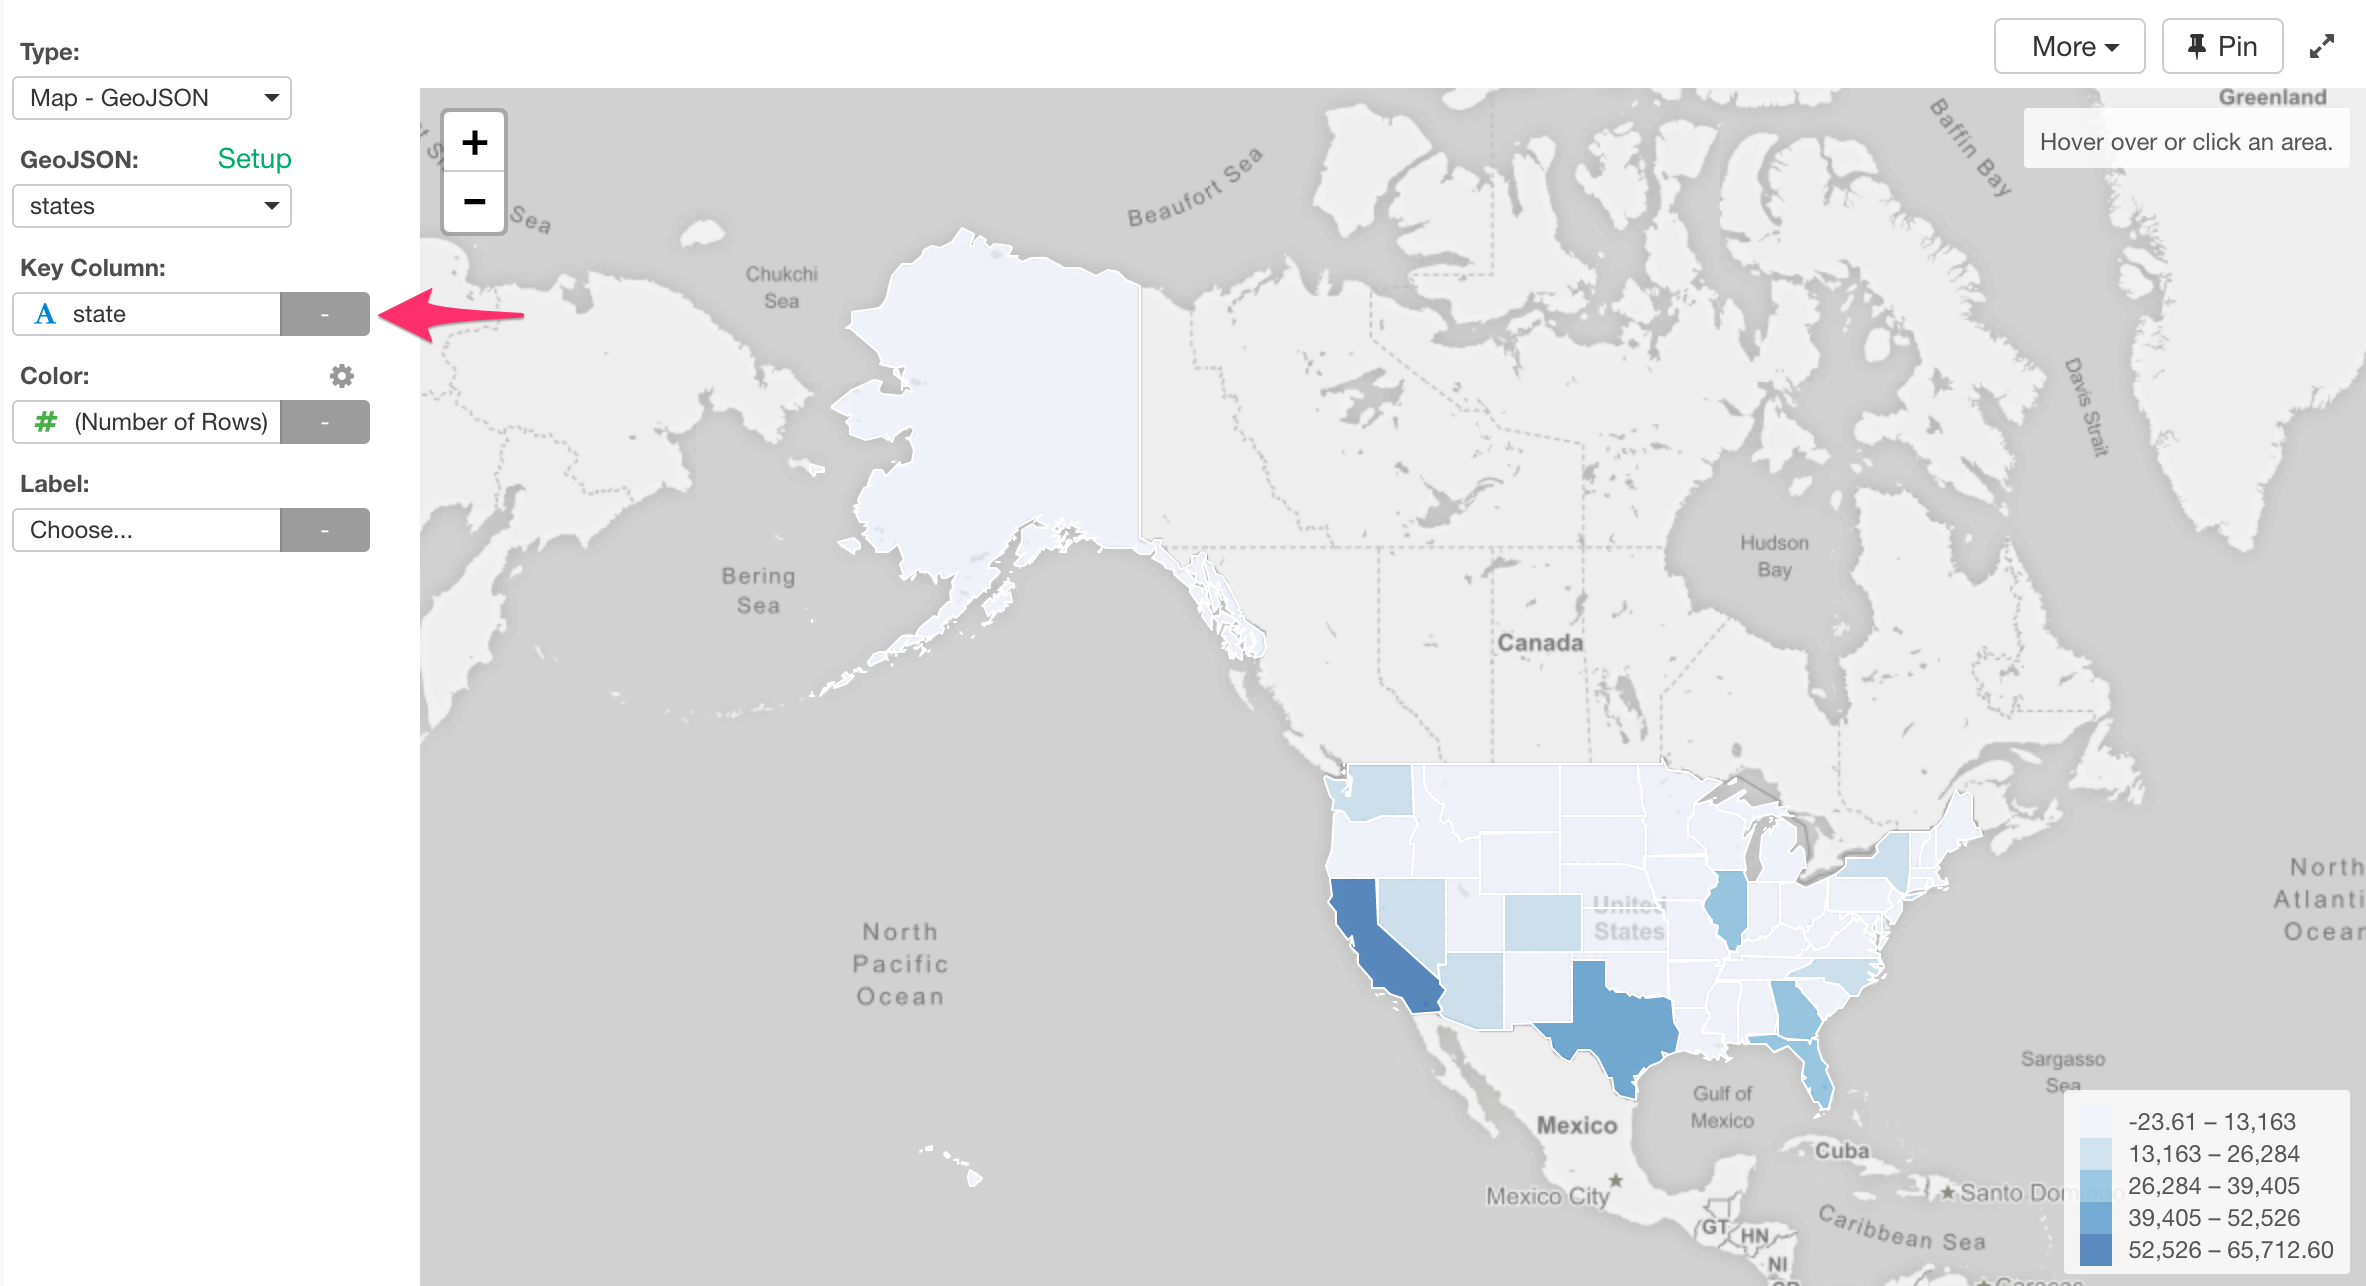 Type:
Map - GeoJSON
GeoJSON:
Setup
states
Key Column:
A state
-
Color:
# (Number of Rows)
-
Label:
Choose...
-
More
Pin
+
−
Hover over or click an area.
Greenland
Baffin Bay
Beaufort Sea
Sea
Chukchi
Sea
Davis Strait
Hudson
Bay
Bering
Sea
Canada
United
States
North
Pacific
Ocean
North
Atlanti
Ocean
Sargasso
Sea
Gulf of
Mexico
Mexico
Cuba
Mexico City
Santo Domingo
Caribbean Sea
GT
HN
NI
-23.61 – 13,163
13,163 – 26,284
26,284 – 39,405
39,405 – 52,526
52,526 – 65,712.60